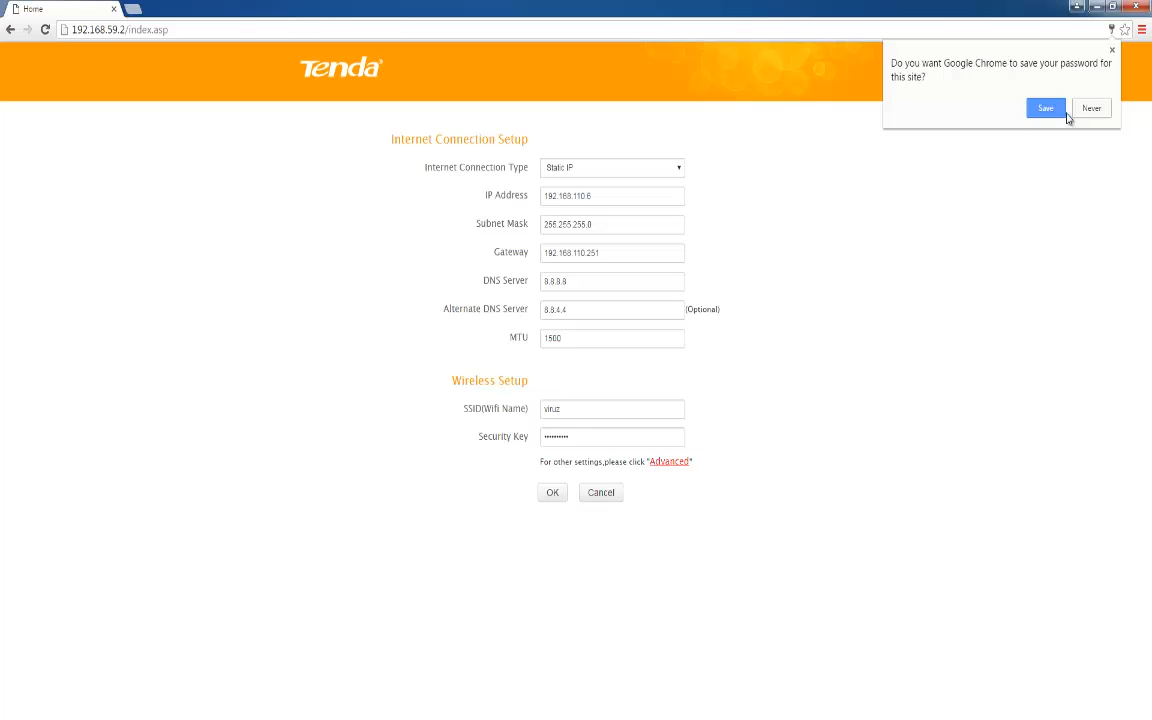 Home
192.168.59.2/index.asp
Tenda
Do you want Google Chrome to save your password for
this site?
Save Never
Internet Connection Setup
Internet Connection Type Static IP
IP Address 192.168.110.6
Subnet Mask 255.255.255.0
Gateway 192.168.110.251
DNS Server 8.8.8.8
Alternate DNS Server 8.8.4.4 (Optional)
MTU 1500
Wireless Setup
SSID(Wifi Name) viruz
Security Key ••••••••••
For other settings,please click "Advanced"
OK Cancel